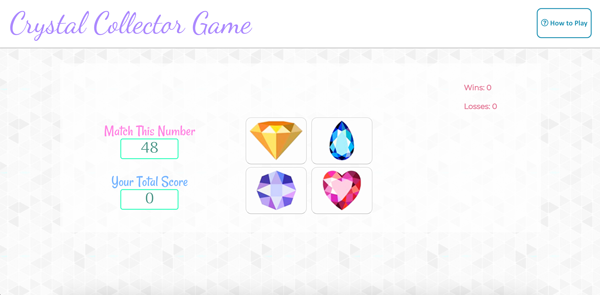 Crystal Collector Game
How to Play
Wins: 0
Losses: 0
Match This Number
48
Your Total Score
0